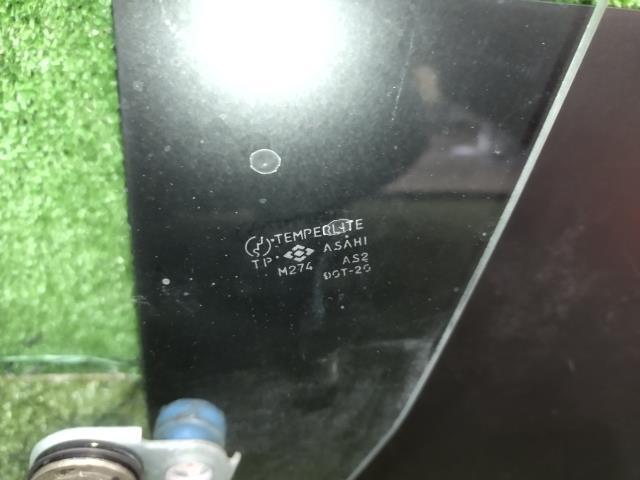 TEMPERLITE
TP ASAHI
M274 AS2
DOT-20